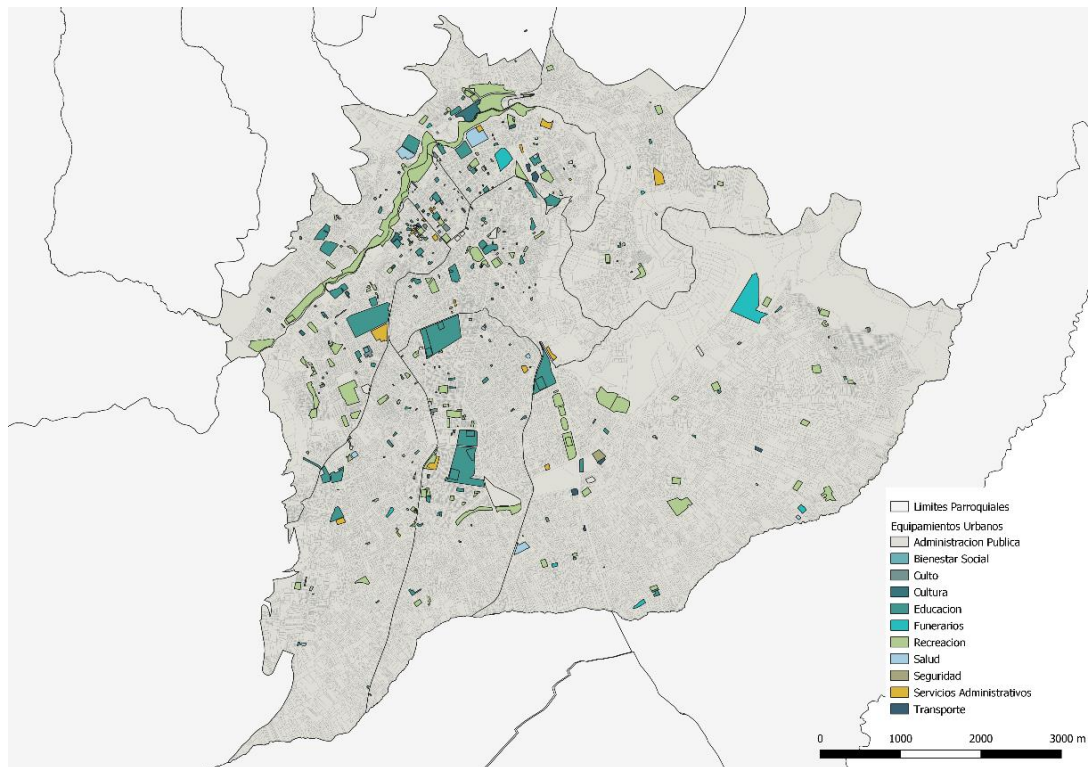 Limites Parroquiales
Equipamientos Urbanos
Administracion Publica
Bienestar Social
Culto
Cultura
Educacion
Funerarios
Recreacion
Salud
Seguridad
Servicios Administrativos
Transporte
0 1000 2000 3000 m